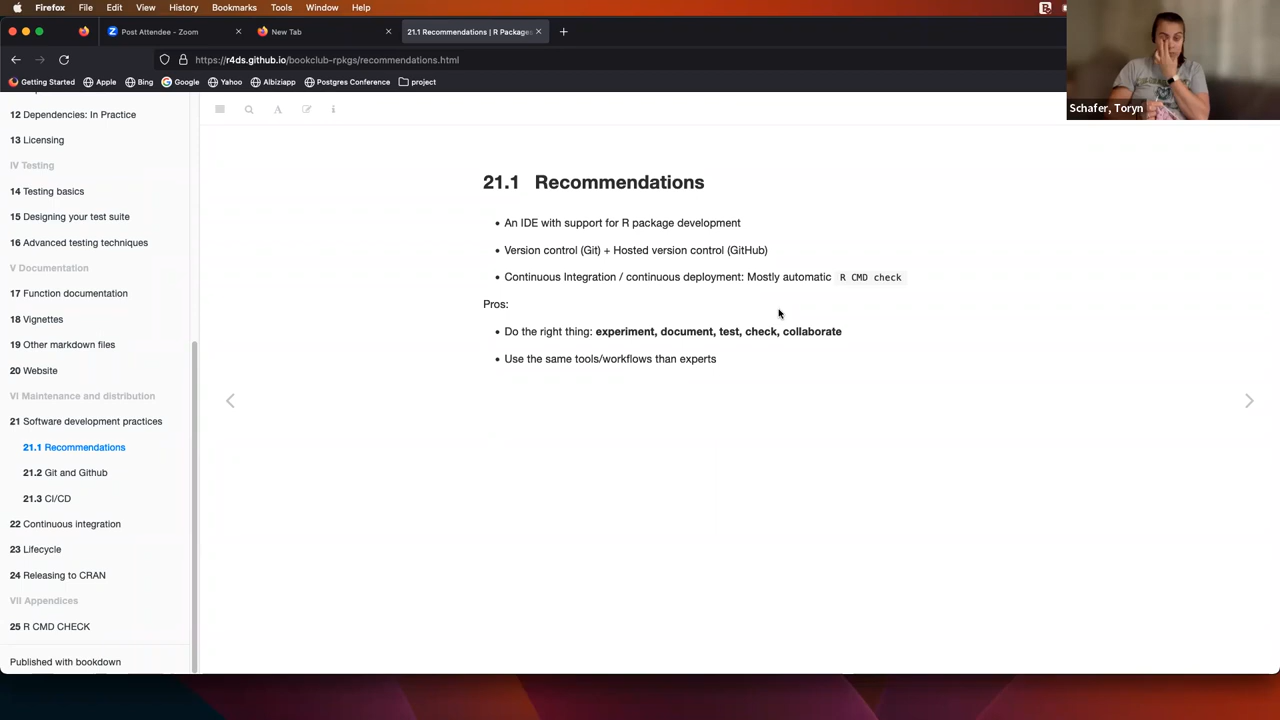 Firefox File Edit View History Bookmarks Tools Window Help
Post Attendee - Zoom
New Tab
21.1 Recommendations | R Package
https://r4ds.github.io/bookclub-rpkgs/recommendations.html
Getting Started Apple Bing Google Yahoo Albiziapp Postgres Conference project
Schafer, Toryn
12 Dependencies: In Practice
13 Licensing
IV Testing
14 Testing basics
15 Designing your test suite
16 Advanced testing techniques
V Documentation
17 Function documentation
18 Vignettes
19 Other markdown files
20 Website
VI Maintenance and distribution
21 Software development practices
21.1 Recommendations
21.2 Git and Github
21.3 CI/CD
22 Continuous integration
23 Lifecycle
24 Releasing to CRAN
VII Appendices
25 R CMD CHECK
Published with bookdown
21.1 Recommendations
• An IDE with support for R package development
• Version control (Git) + Hosted version control (GitHub)
• Continuous Integration / continuous deployment: Mostly automatic R CMD check
Pros:
• Do the right thing: experiment, document, test, check, collaborate
• Use the same tools/workflows than experts